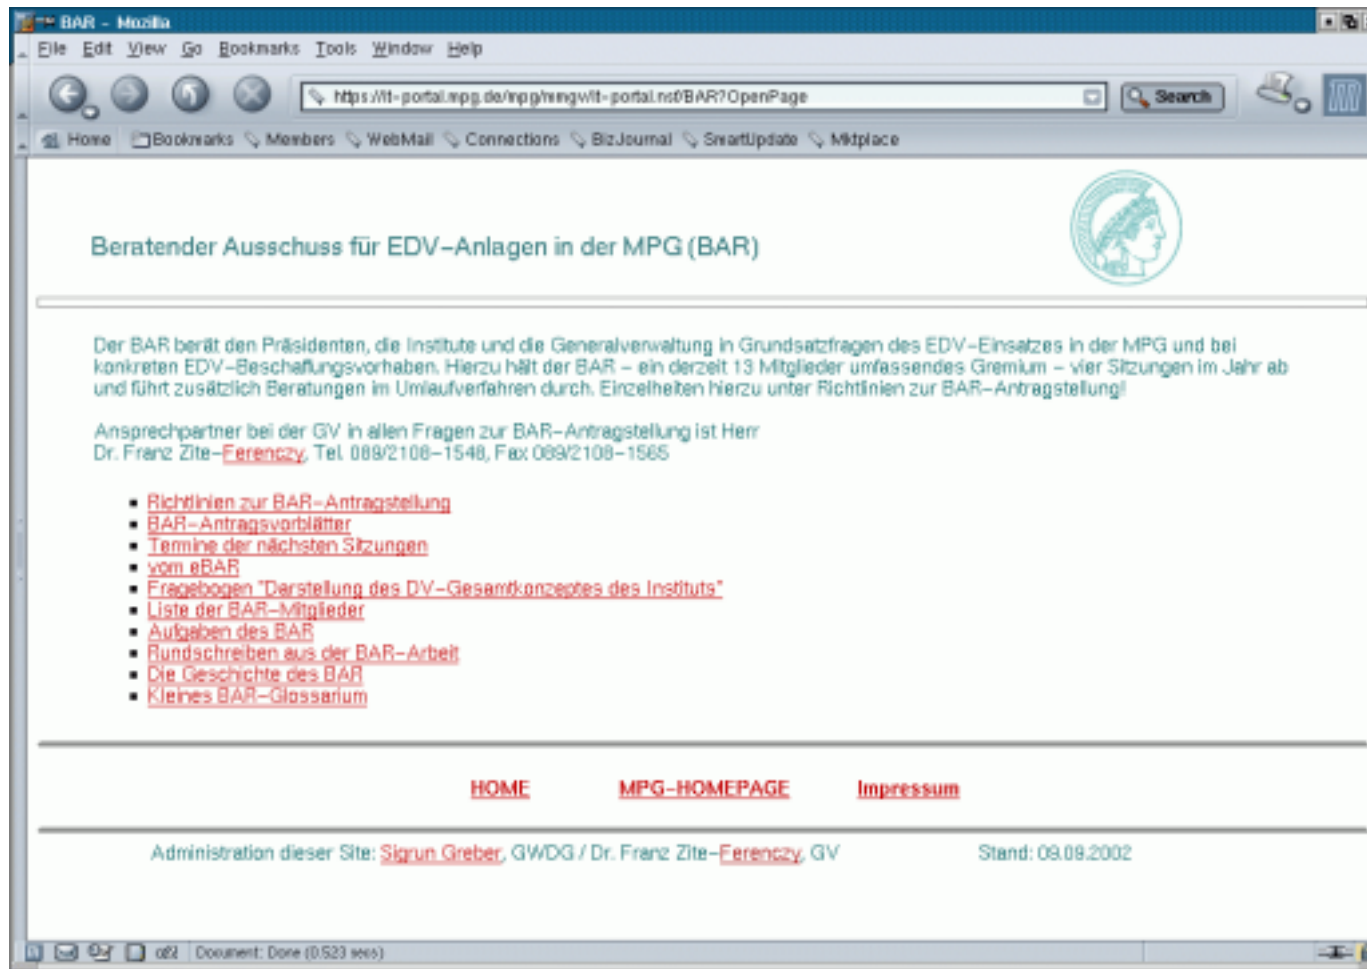 BAR - Mozilla
File Edit View Go Bookmarks Tools Window Help
https://it-portal.mpg.de/mpg/mmgw/it-portal.nsf/BAR?OpenPage Search
Home Bookmarks Members WebMail Connections BizJournal SmartUpdate Mktplace
Beratender Ausschuss für EDV-Anlagen in der MPG (BAR)
Der BAR berät den Präsidenten, die Institute und die Generalverwaltung in Grundsatzfragen des EDV-Einsatzes in der MPG und bei
konkreten EDV-Beschaffungsvorhaben. Hierzu hält der BAR - ein derzeit 13 Mitglieder umfassendes Gremium - vier Sitzungen im Jahr ab
und führt zusätzlich Beratungen im Umlaufverfahren durch. Einzelheiten hierzu unter Richtlinien zur BAR-Antragstellung!
Ansprechpartner bei der GV in allen Fragen zur BAR-Antragstellung ist Herr
Dr. Franz Zite-Ferenczy, Tel. 089/2108-1548, Fax 089/2108-1565
Richtlinien zur BAR-Antragstellung
BAR-Antragsvorblätter
Termine der nächsten Sitzungen
vom eBAR
Fragebogen "Darstellung des DV-Gesamtkonzeptes des Instituts"
Liste der BAR-Mitglieder
Aufgaben des BAR
Rundschreiben aus der BAR-Arbeit
Die Geschichte des BAR
Kleines BAR-Glossarium
HOME MPG-HOMEPAGE Impressum
Administration dieser Site: Sigrun Greber, GWDG / Dr. Franz Zite-Ferenczy, GV Stand: 09.09.2002
Document: Done (0.523 secs)